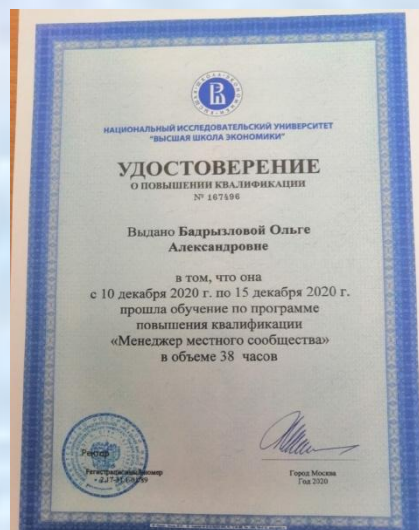 НАЦИОНАЛЬНЫЙ ИССЛЕДОВАТЕЛЬСКИЙ УНИВЕРСИТЕТ
"ВЫСШАЯ ШКОЛА ЭКОНОМИКИ"
УДОСТОВЕРЕНИЕ
О ПОВЫШЕНИИ КВАЛИФИКАЦИИ
№ 167496
Выдано Бадрызловой Ольге
Александровне
в том, что она
с 10 декабря 2020 г. по 15 декабря 2020 г.
прошла обучение по программе
повышения квалификации
«Менеджер местного сообщества»
в объеме 38 часов
Ректор
Регистрационный номер
Город Москва
Год 2020